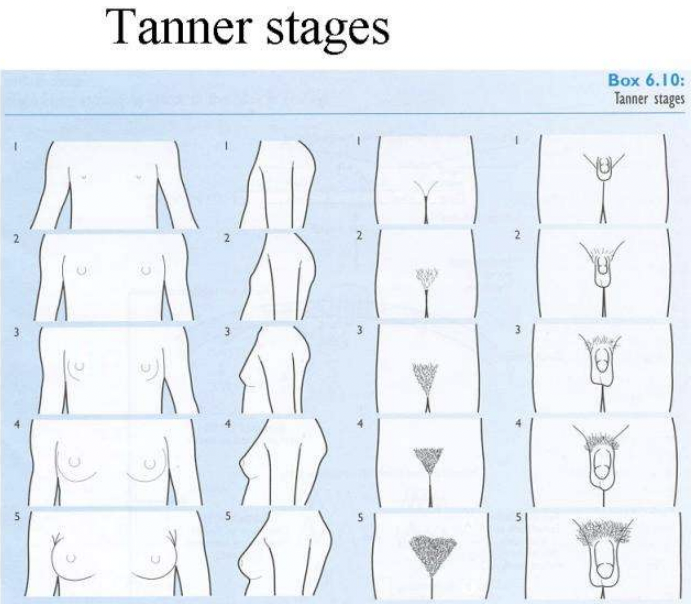 Tanner stages
Box 6.10:
Tanner stages
1 1 1 1
2 2 2 2
3 3 3 3
4 4 4 4
5 5 5 5